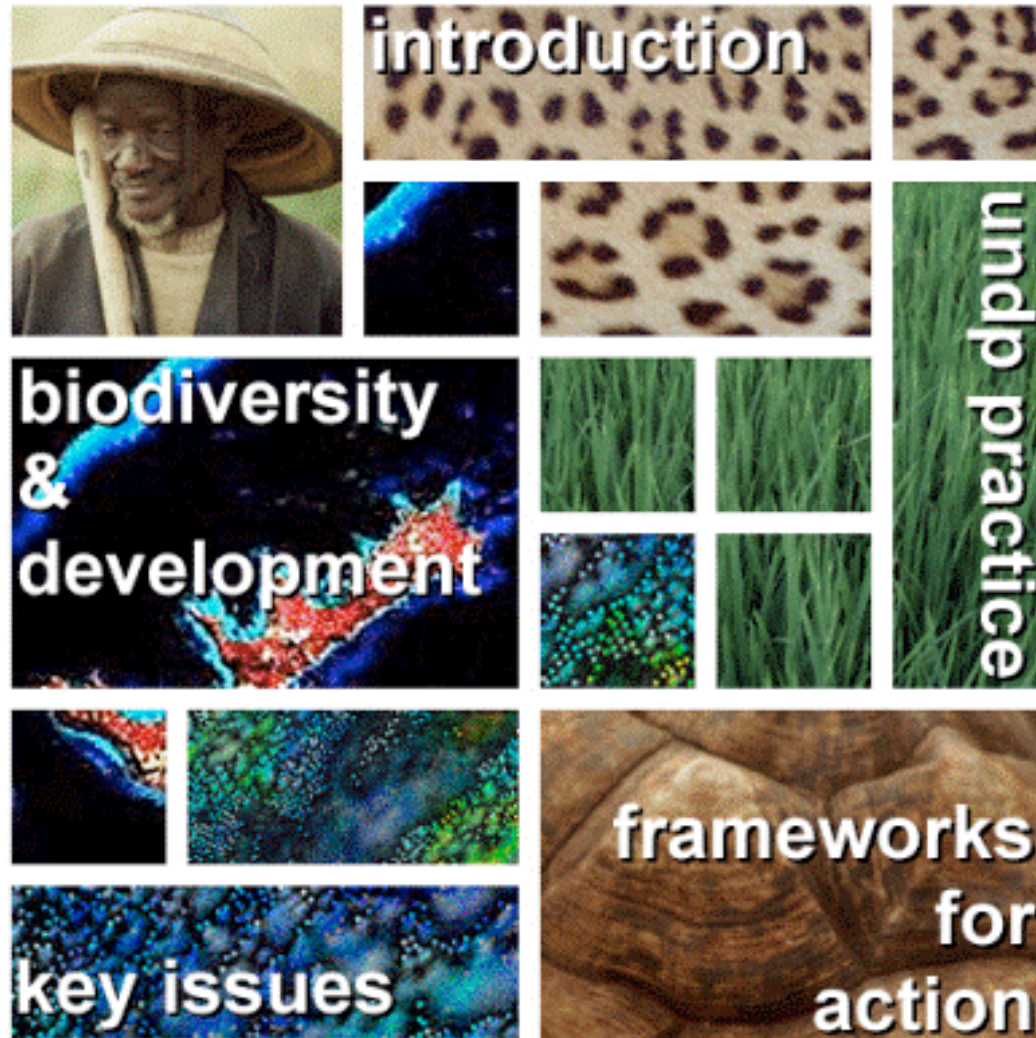 introduction
undp practice
biodiversity
&
development
frameworks
for
action
key issues